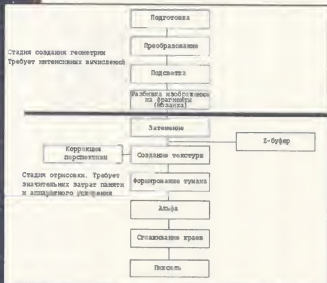 Подготовка
Преобразование
Стадия создания геометрии
Требует интенсивных вычислений
Подсветка
Разбивка изображения
на фрагменты
(мозаика)
Затенение
Z-буфер
Коррекция
перспективы
Создание текстуры
Стадия отрисовки. Требует
значительных затрат памяти
и аппаратного ускорения
Формирование тумана
Альфа
Сглаживание краев
Пиксель